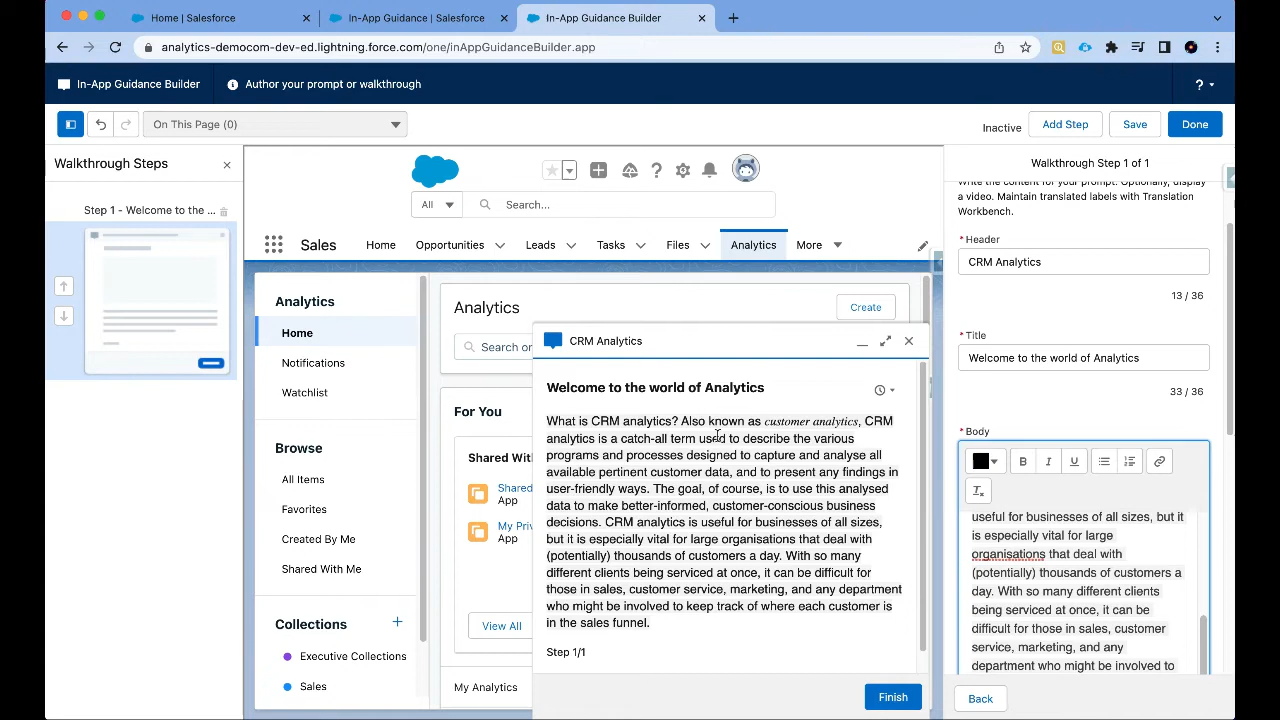 Home | Salesforce
In-App Guidance | Salesforce
In-App Guidance Builder
analytics-democom-dev-ed.lightning.force.com/one/inAppGuidanceBuilder.app
In-App Guidance Builder
Author your prompt or walkthrough
?
On This Page (0)
Inactive
Add Step
Save
Done
Walkthrough Steps
Step 1 - Welcome to the ...
All
Search...
Sales
Home
Opportunities
Leads
Tasks
Files
Analytics
More
Analytics
Home
Notifications
Watchlist
Browse
All Items
Favorites
Created By Me
Shared With Me
Collections
Executive Collections
Sales
Analytics
Create
Search or
For You
Shared With
Shared
App
My Priv
App
View All
My Analytics
CRM Analytics
Welcome to the world of Analytics
What is CRM analytics? Also known as customer analytics, CRM
analytics is a catch-all term used to describe the various
programs and processes designed to capture and analyse all
available pertinent customer data, and to present any findings in
user-friendly ways. The goal, of course, is to use this analysed
data to make better-informed, customer-conscious business
decisions. CRM analytics is useful for businesses of all sizes,
but it is especially vital for large organisations that deal with
(potentially) thousands of customers a day. With so many
different clients being serviced at once, it can be difficult for
those in sales, customer service, marketing, and any department
who might be involved to keep track of where each customer is
in the sales funnel.
Step 1/1
Finish
Walkthrough Step 1 of 1
Write the content for your prompt. Optionally, display
a video. Maintain translated labels with Translation
Workbench.
* Header
CRM Analytics
13 / 36
* Title
Welcome to the world of Analytics
33 / 36
* Body
B I U
useful for businesses of all sizes, but it
is especially vital for large
organisations that deal with
(potentially) thousands of customers a
day. With so many different clients
being serviced at once, it can be
difficult for those in sales, customer
service, marketing, and any
department who might be involved to
Back